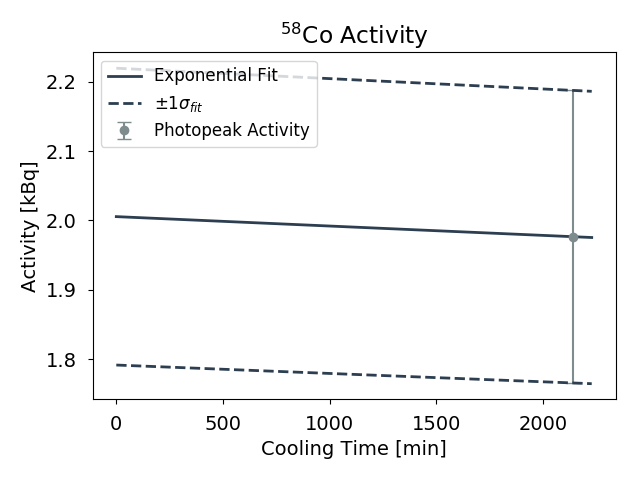 ⁵⁸Co Activity
Exponential Fit
±1σ_fit
Photopeak Activity
Activity [kBq]
2.2
2.1
2.0
1.9
1.8
0 500 1000 1500 2000
Cooling Time [min]